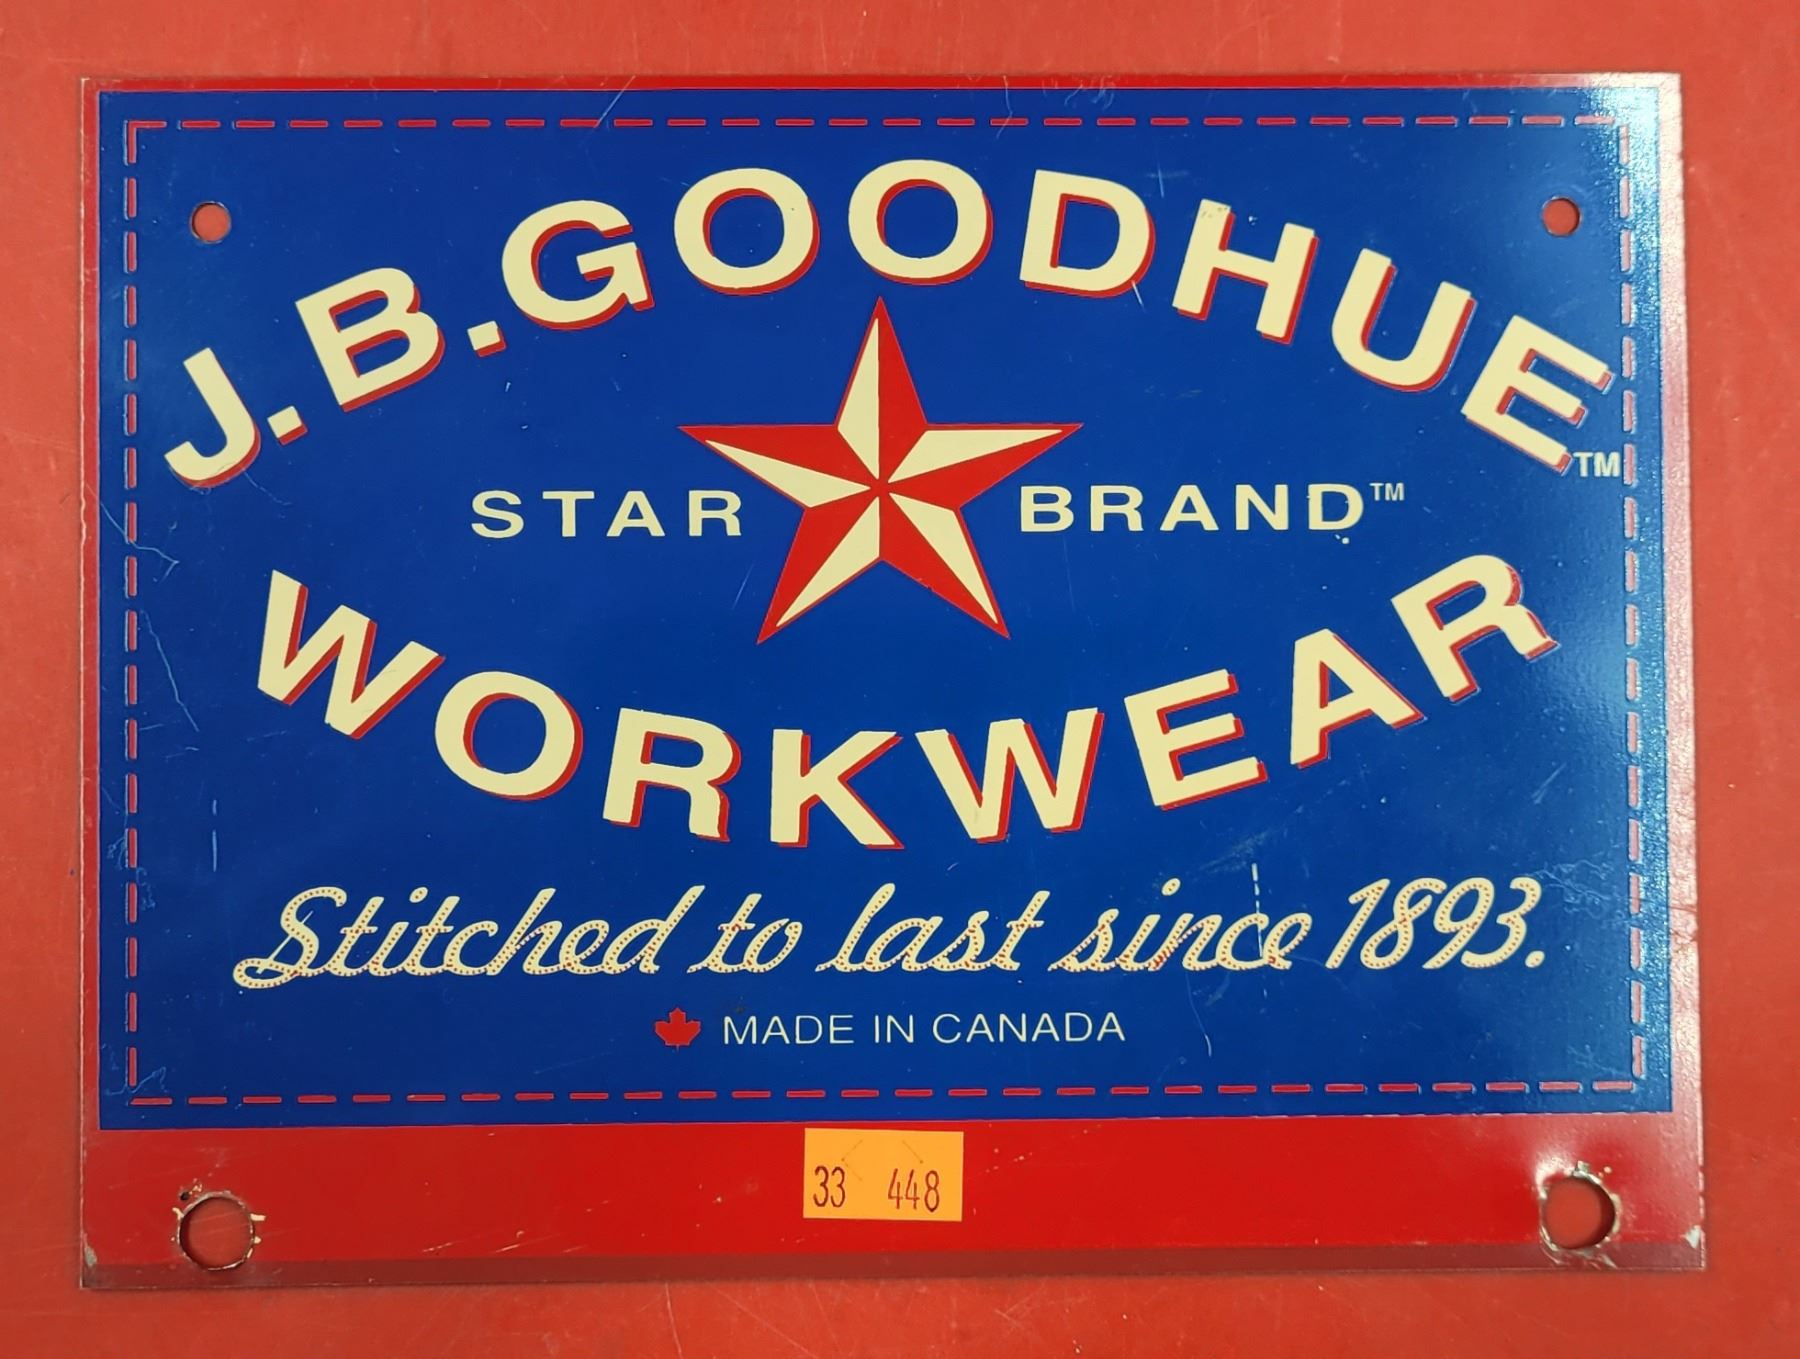 J.B.GOODHUE™
STAR BRAND™
WORKWEAR
Stitched to last since 1893.
MADE IN CANADA
33 448